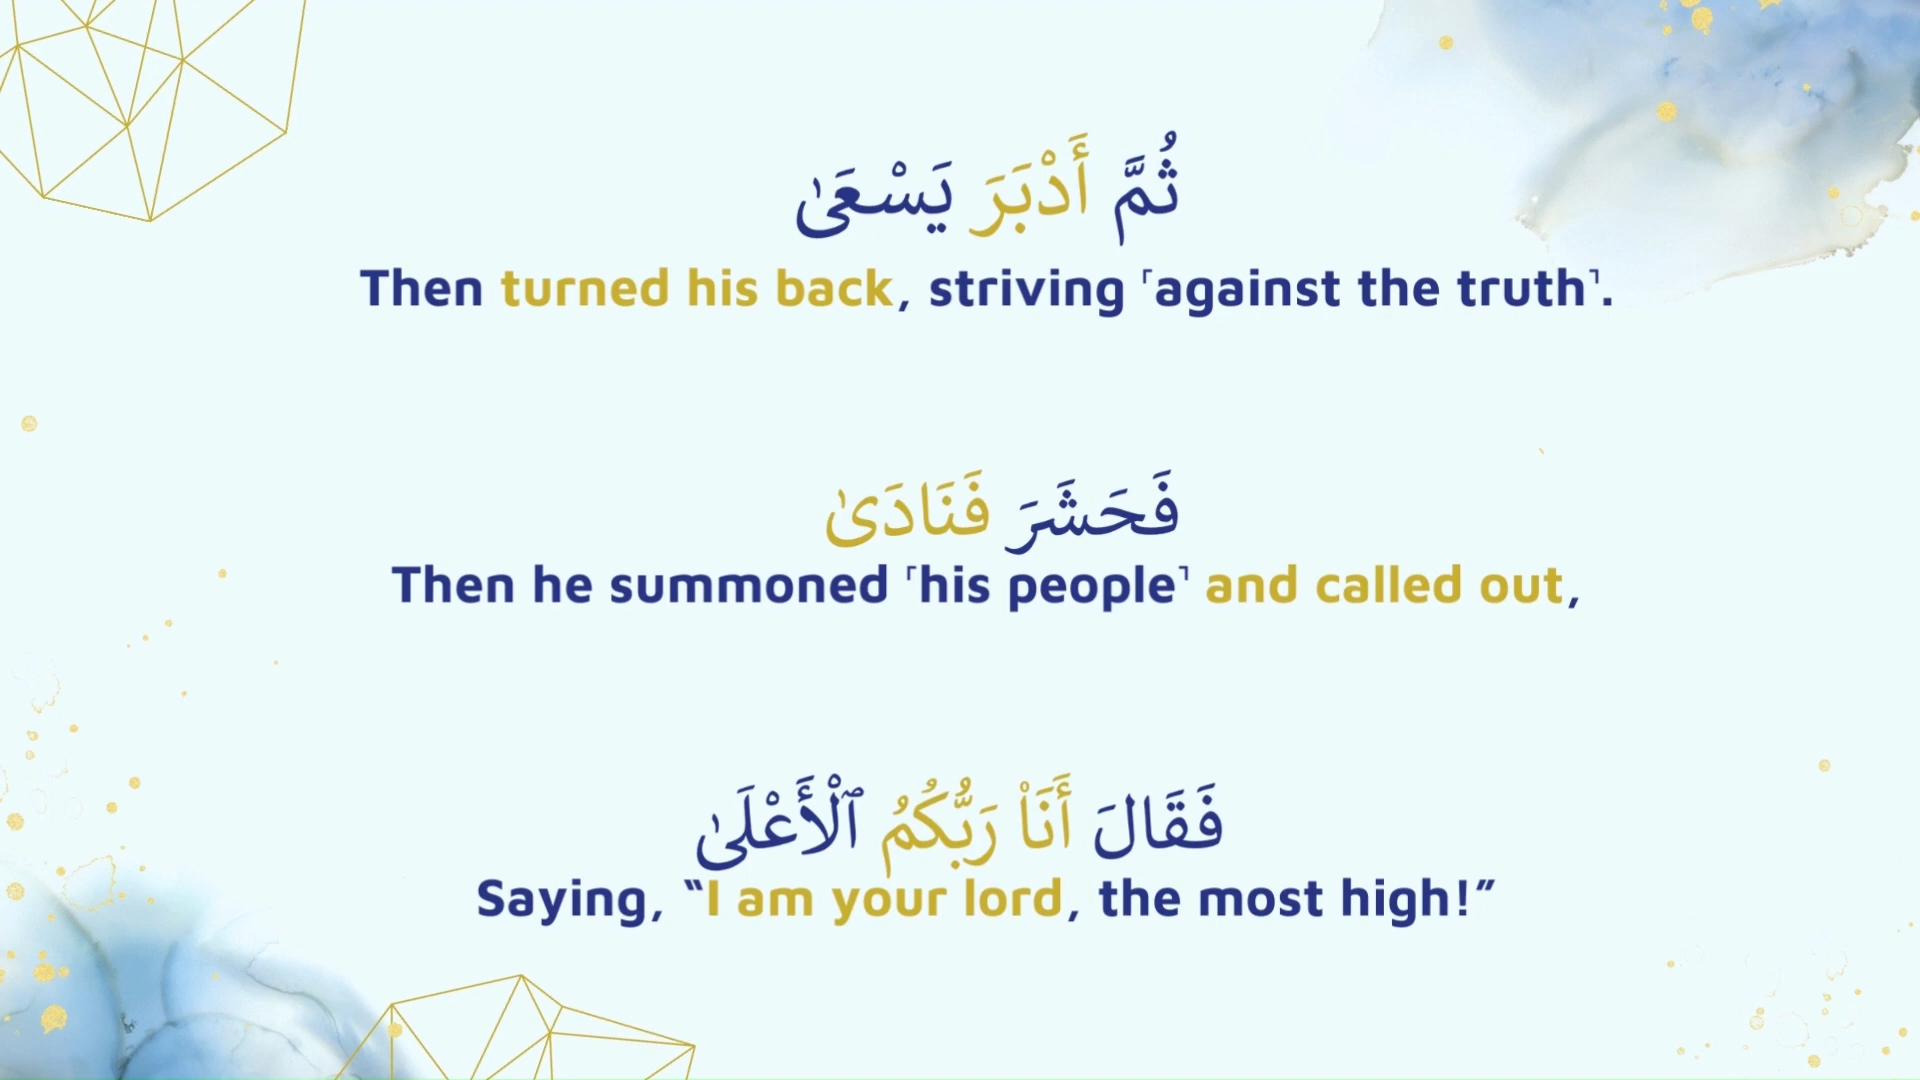 ثُمَّ أَدْبَرَ يَسْعَىٰ
Then turned his back, striving ⸢against the truth⸣.
فَحَشَرَ فَنَادَىٰ
Then he summoned ⸢his people⸣ and called out,
فَقَالَ أَنَا۠ رَبُّكُمُ ٱلْأَعْلَىٰ
Saying, “I am your lord, the most high!”